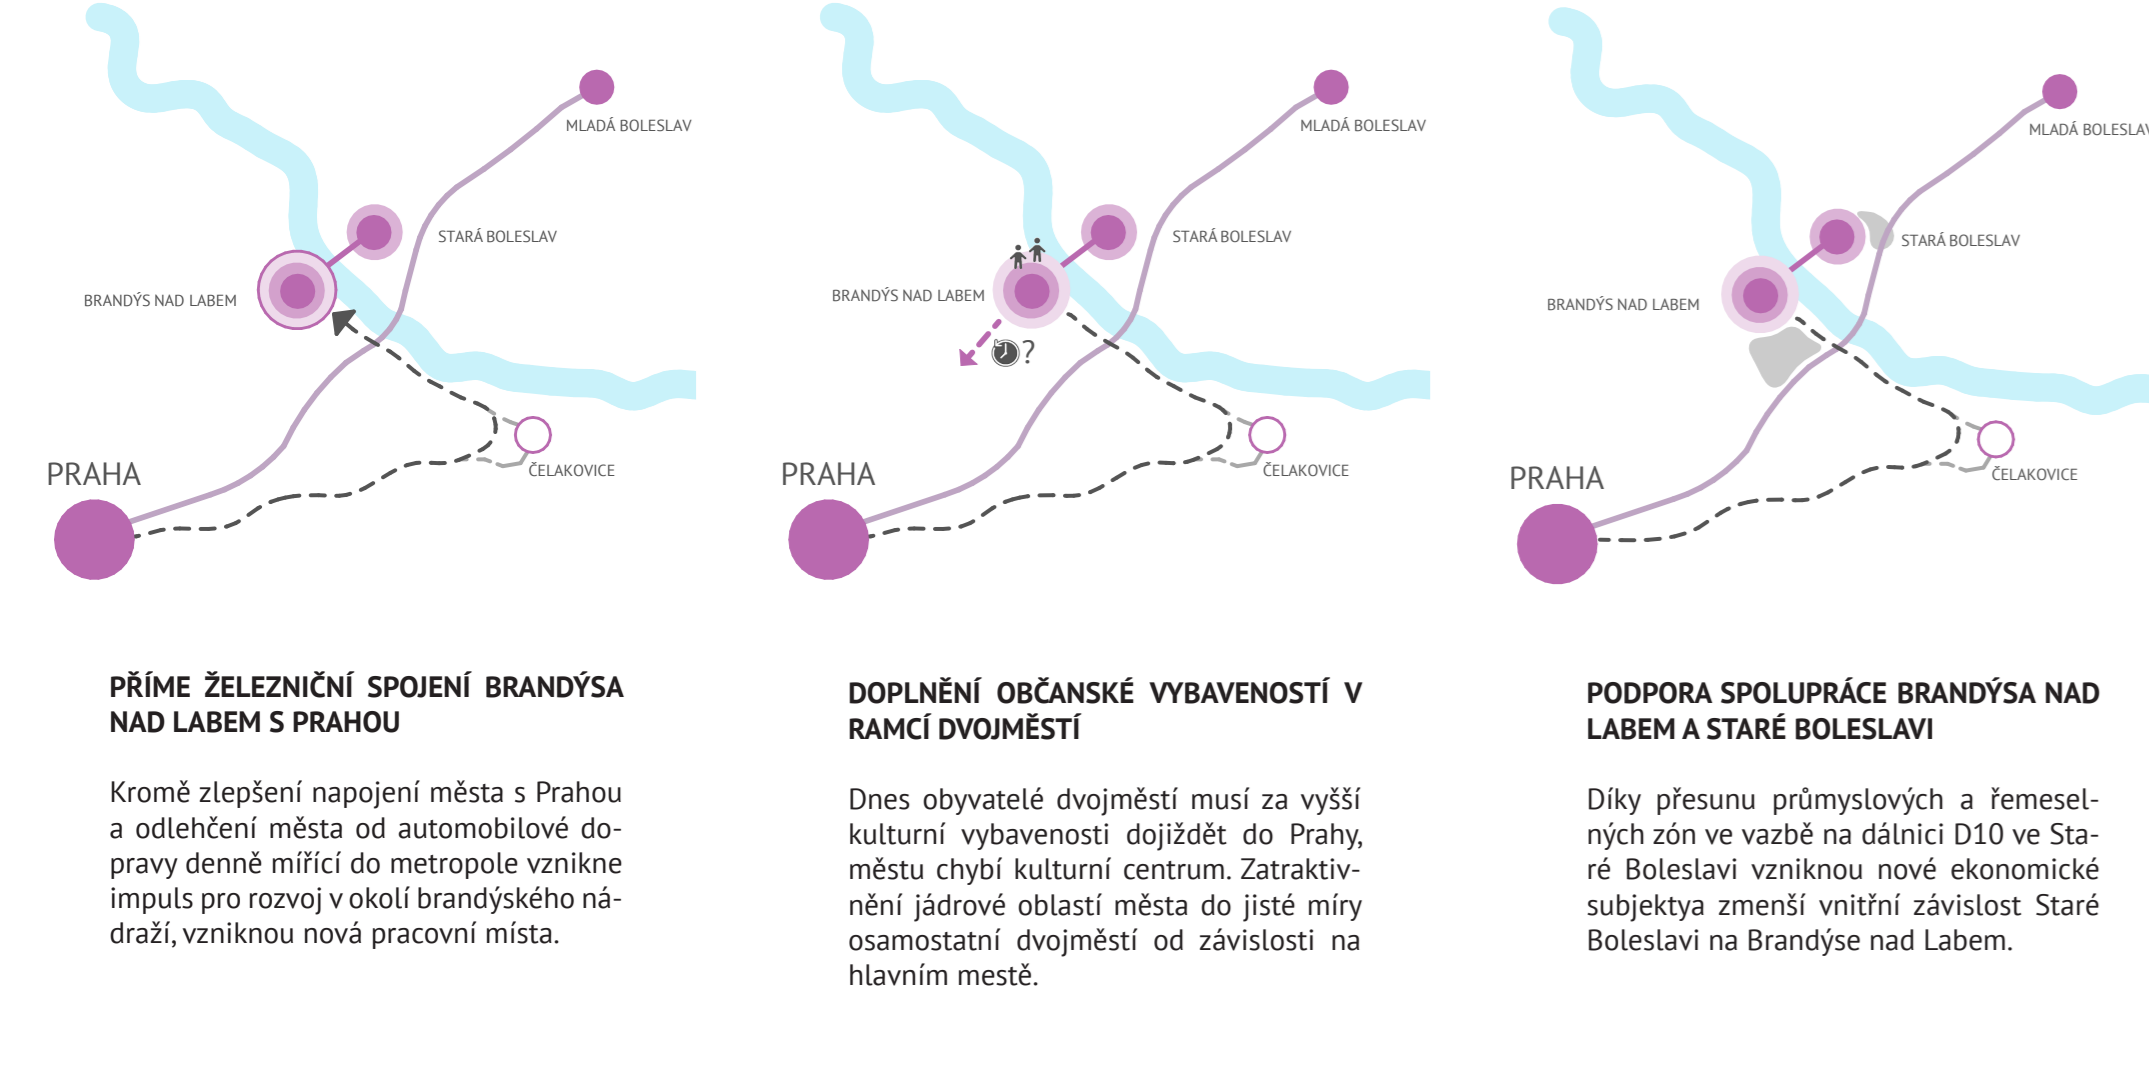 MLADÁ BOLESLAV
STARÁ BOLESLAV
BRANDÝS NAD LABEM
PRAHA
ČELAKOVICE
PŘÍME ŽELEZNIČNÍ SPOJENÍ BRANDÝSA
NAD LABEM S PRAHOU
Kromě zlepšení napojení města s Prahou
a odlehčení města od automobilové do-
pravy denně mířící do metropole vznikne
impuls pro rozvoj v okolí brandýského ná-
draží, vzniknou nová pracovní místa.
MLADÁ BOLESLAV
STARÁ BOLESLAV
BRANDÝS NAD LABEM
?
PRAHA
ČELAKOVICE
DOPLNĚNÍ OBČANSKÉ VYBAVENOSTÍ V
RAMCÍ DVOJMĚSTÍ
Dnes obyvatelé dvojměstí musí za vyšší
kulturní vybavenosti dojiždět do Prahy,
městu chybí kulturní centrum. Zatraktiv-
nění jádrové oblastí města do jisté míry
osamostatní dvojměstí od závislosti na
hlavním mestě.
MLADÁ BOLESLAV
STARÁ BOLESLAV
BRANDÝS NAD LABEM
PRAHA
ČELAKOVICE
PODPORA SPOLUPRÁCE BRANDÝSA NAD
LABEM A STARÉ BOLESLAVI
Díky přesunu průmyslových a řemesel-
ných zón ve vazbě na dálnici D10 ve Sta-
ré Boleslavi vzniknou nové ekonomické
subjektya zmenší vnitřní závislost Staré
Boleslavi na Brandýse nad Labem.